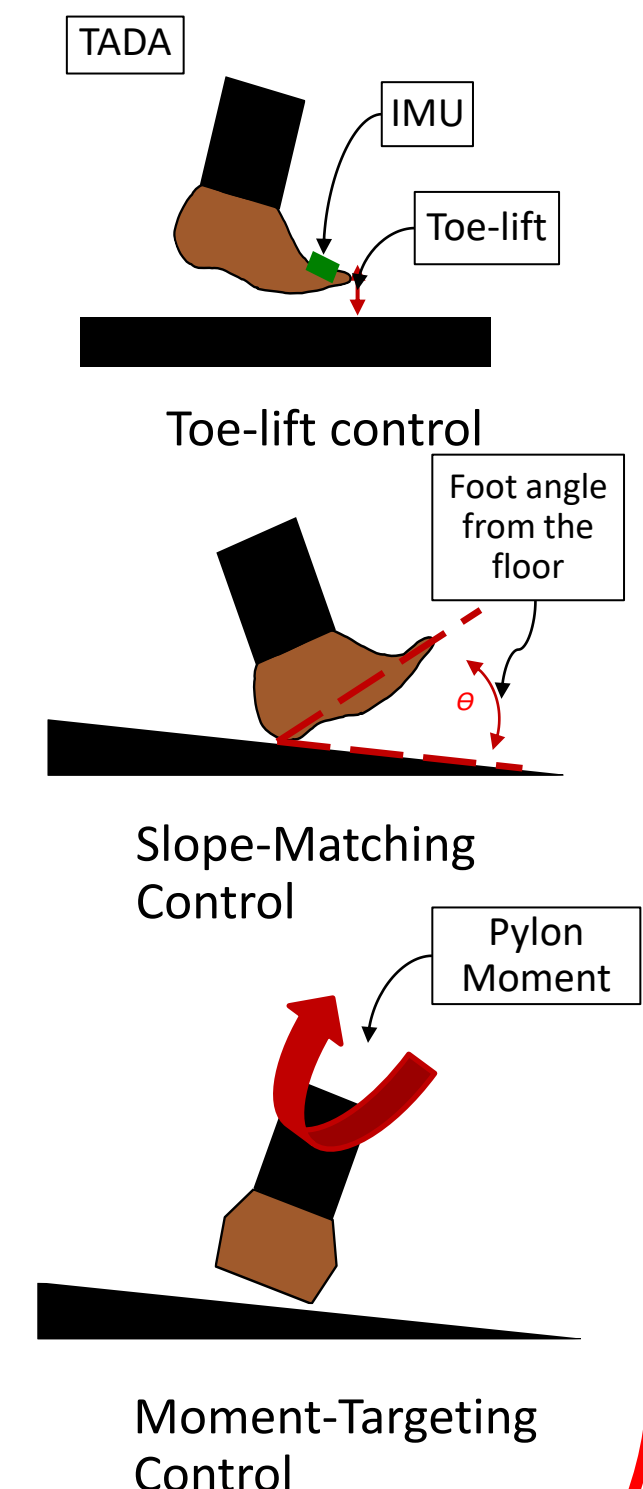 TADA
IMU
Toe-lift
Toe-lift control
Foot angle
from the
floor
θ
Slope-Matching
Control
Pylon
Moment
Moment-Targeting
Control